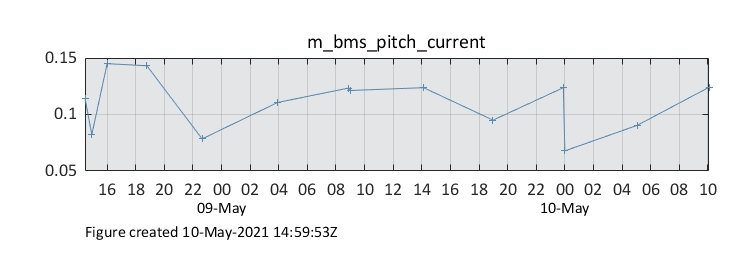 m_bms_pitch_current
0.15
0.1
0.05
16 18 20 22 00 02 04 06 08 10 12 14 16 18 20 22 00 02 04 06 08 10
09-May 10-May
Figure created 10-May-2021 14:59:53Z